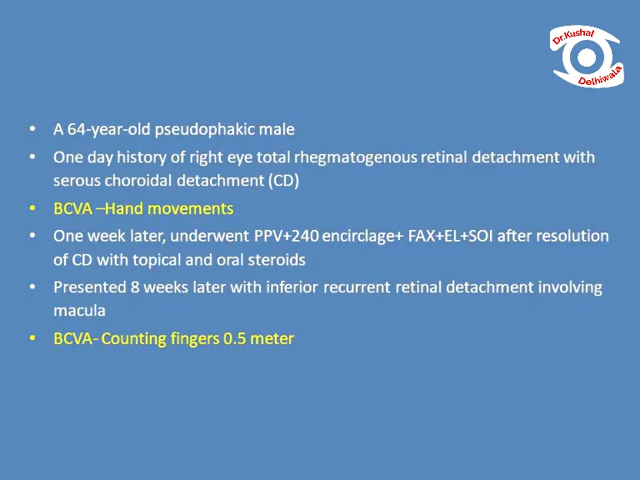 Dr.Kushal
Delhiwala
• A 64-year-old pseudophakic male
• One day history of right eye total rhegmatogenous retinal detachment with
serous choroidal detachment (CD)
• BCVA –Hand movements
• One week later, underwent PPV+240 encirclage+ FAX+EL+SOI after resolution
of CD with topical and oral steroids
• Presented 8 weeks later with inferior recurrent retinal detachment involving
macula
• BCVA- Counting fingers 0.5 meter